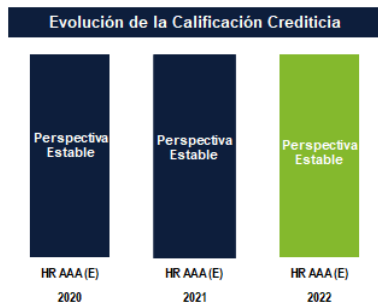 Evolución de la Calificación Crediticia
Perspectiva
Estable
Perspectiva
Estable
Perspectiva
Estable
HR AAA (E)
HR AAA (E)
HR AAA (E)
2020
2021
2022